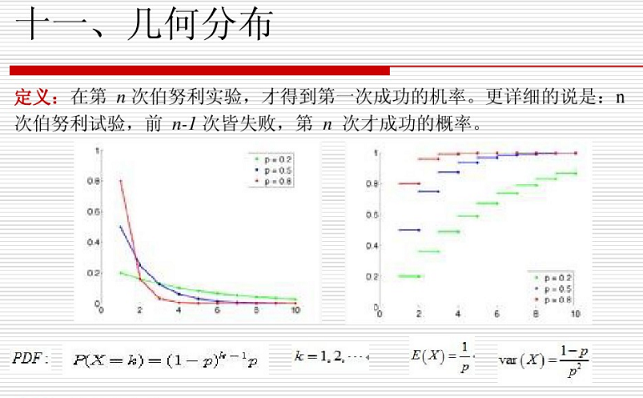 十一、几何分布
定义：在第 n 次伯努利实验，才得到第一次成功的机率。更详细的说是：n
次伯努利试验，前 n-1 次皆失败，第 n 次才成功的概率。
1
0.8
0.6
0.4
0.2
0
0 2 4 6 8 10
p = 0.2
p = 0.5
p = 0.8
1
0.8
0.6
0.4
0.2
0
0 2 4 6 8 10
p = 0.2
p = 0.5
p = 0.8
PDF: P(X = k) = (1 − p)^{k−1}p k = 1, 2, ⋯ E(X) = 1/p var(X) = (1−p)/p²